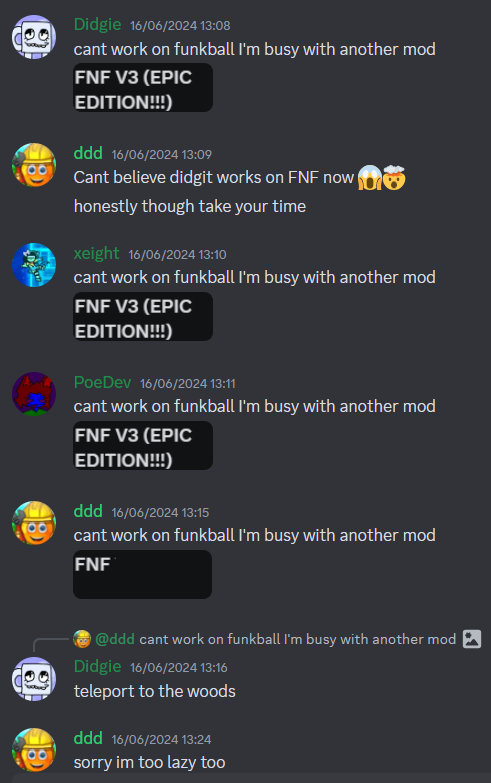 Didgie 16/06/2024 13:08
cant work on funkball I'm busy with another mod
FNF V3 (EPIC
EDITION!!!)
ddd 16/06/2024 13:09
Cant believe didgit works on FNF now 😱🤯
honestly though take your time
xeight 16/06/2024 13:10
cant work on funkball I'm busy with another mod
FNF V3 (EPIC
EDITION!!!)
PoeDev 16/06/2024 13:11
cant work on funkball I'm busy with another mod
FNF V3 (EPIC
EDITION!!!)
ddd 16/06/2024 13:15
cant work on funkball I'm busy with another mod
FNF
@ddd cant work on funkball I'm busy with another mod
Didgie 16/06/2024 13:16
teleport to the woods
ddd 16/06/2024 13:24
sorry im too lazy too